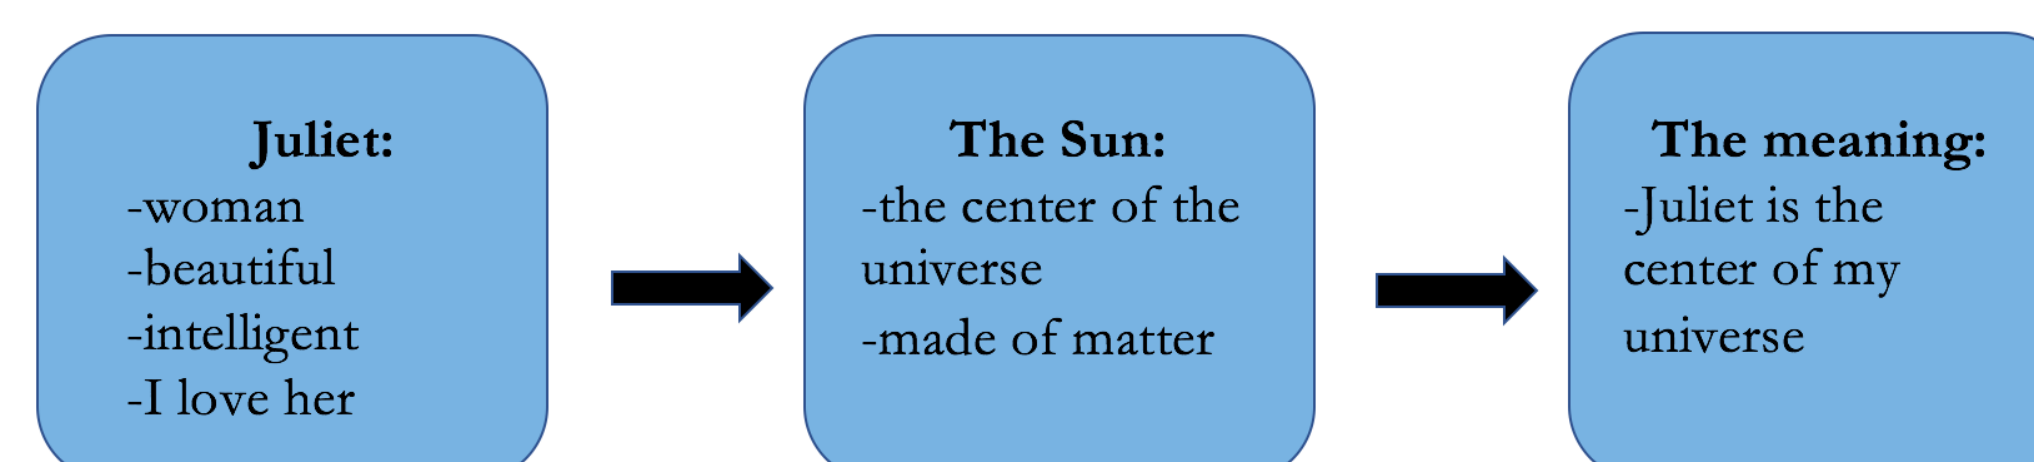 Juliet:
-woman
-beautiful
-intelligent
-I love her
The Sun:
-the center of the
universe
-made of matter
The meaning:
-Juliet is the
center of my
universe